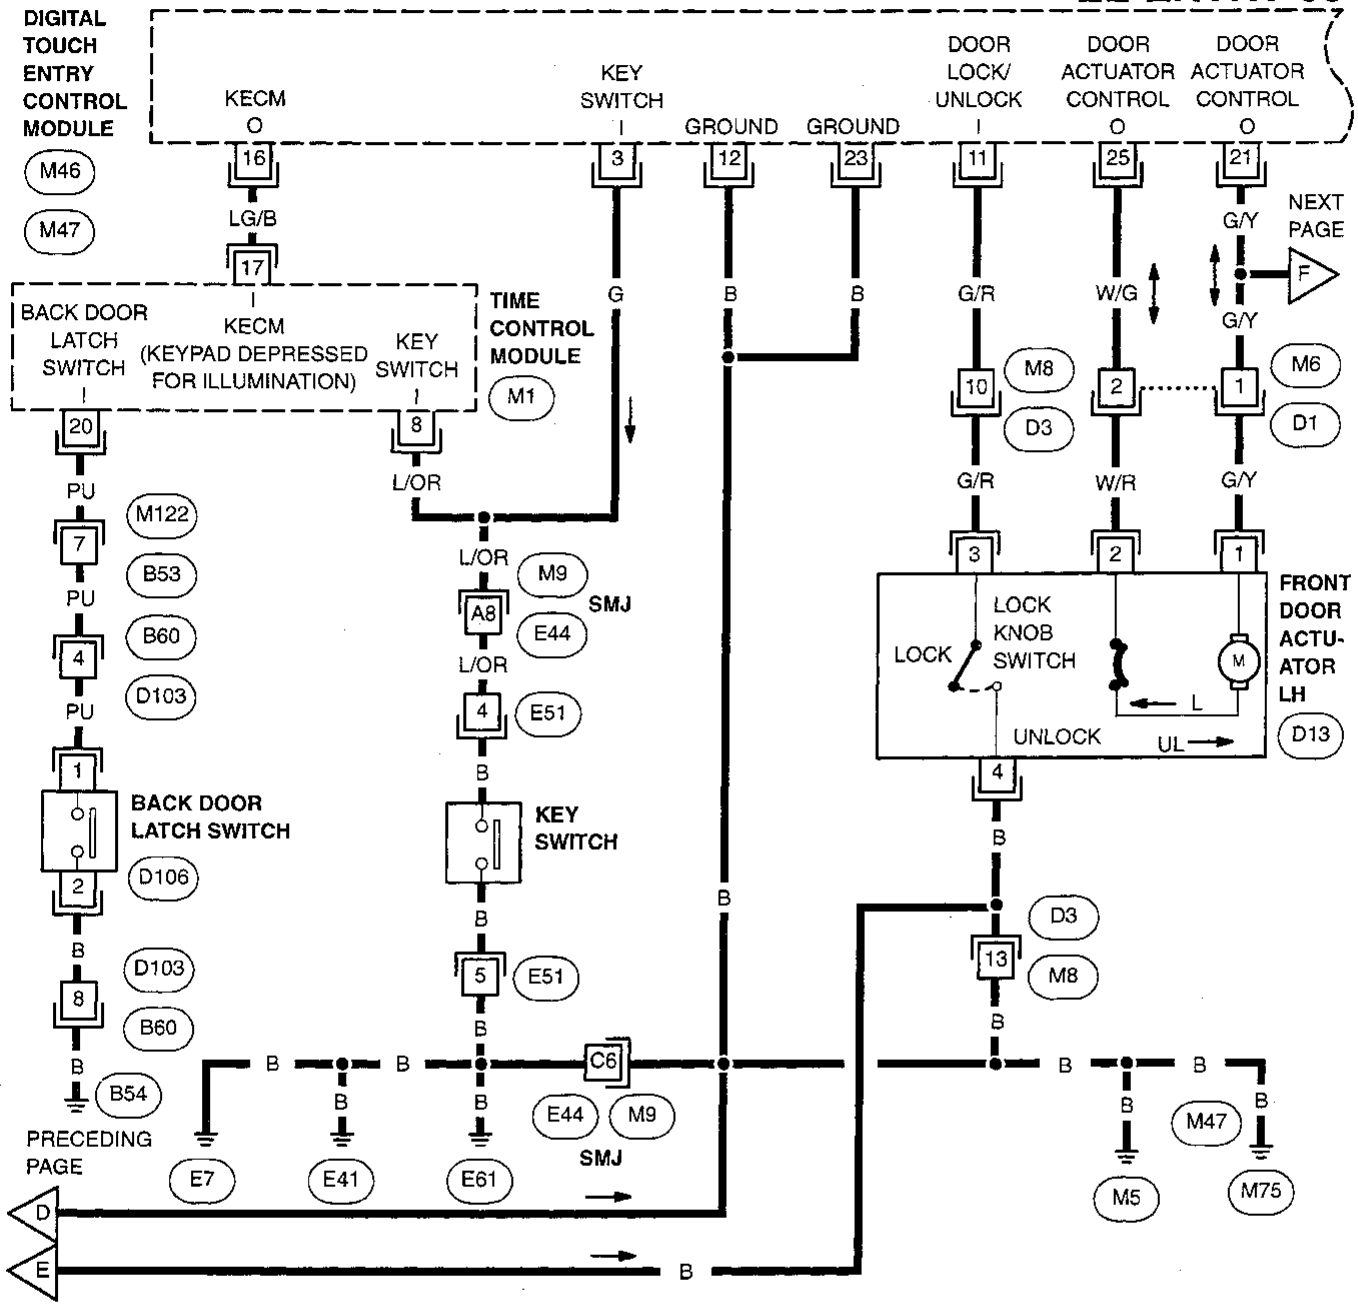 DIGITAL
TOUCH
ENTRY
CONTROL
MODULE
M46
M47
KECM
O
KEY
SWITCH
I
GROUND
GROUND
DOOR
LOCK/
UNLOCK
I
DOOR
ACTUATOR
CONTROL
O
DOOR
ACTUATOR
CONTROL
O
16
3
12
23
11
25
21
LG/B
17
G
B
B
G/R
W/G
G/Y
G/Y
NEXT
PAGE
F
BACK DOOR
LATCH
SWITCH
I
I
KECM
(KEYPAD DEPRESSED
FOR ILLUMINATION)
KEY
SWITCH
I
TIME
CONTROL
MODULE
M1
20
8
10
M8
D3
2
1
M6
D1
PU
L/OR
G/R
W/R
G/Y
M122
7
B53
PU
B60
4
D103
PU
1
BACK DOOR
LATCH SWITCH
2
D106
B
D103
8
B60
B
B54
L/OR
M9
A8
SMJ
E44
L/OR
4
E51
B
KEY
SWITCH
B
5
E51
B
3
2
1
LOCK
KNOB
SWITCH
LOCK
UNLOCK
M
L
UL
FRONT
DOOR
ACTU-
ATOR
LH
D13
4
B
B
D3
13
M8
B
B
B
C6
B
B
B
B
B
B
B
E44
M9
SMJ
M47
E7
E41
E61
M5
M75
PRECEDING
PAGE
D
E
B